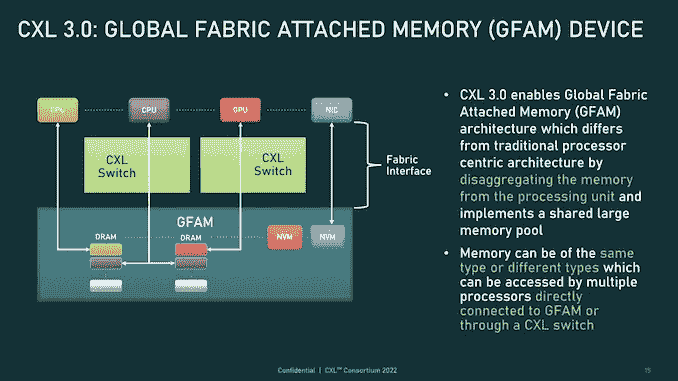 CXL 3.0: GLOBAL FABRIC ATTACHED MEMORY (GFAM) DEVICE
CPU
CPU
GPU
NIC
CXL
Switch
CXL
Switch
Fabric
Interface
GFAM
DRAM
DRAM
NVM
NVM
• CXL 3.0 enables Global Fabric
Attached Memory (GFAM)
architecture which differs
from traditional processor
centric architecture by
disaggregating the memory
from the processing unit and
implements a shared large
memory pool
• Memory can be of the same
type or different types which
can be accessed by multiple
processors directly
connected to GFAM or
through a CXL switch
Confidential | CXL™ Consortium 2022
15